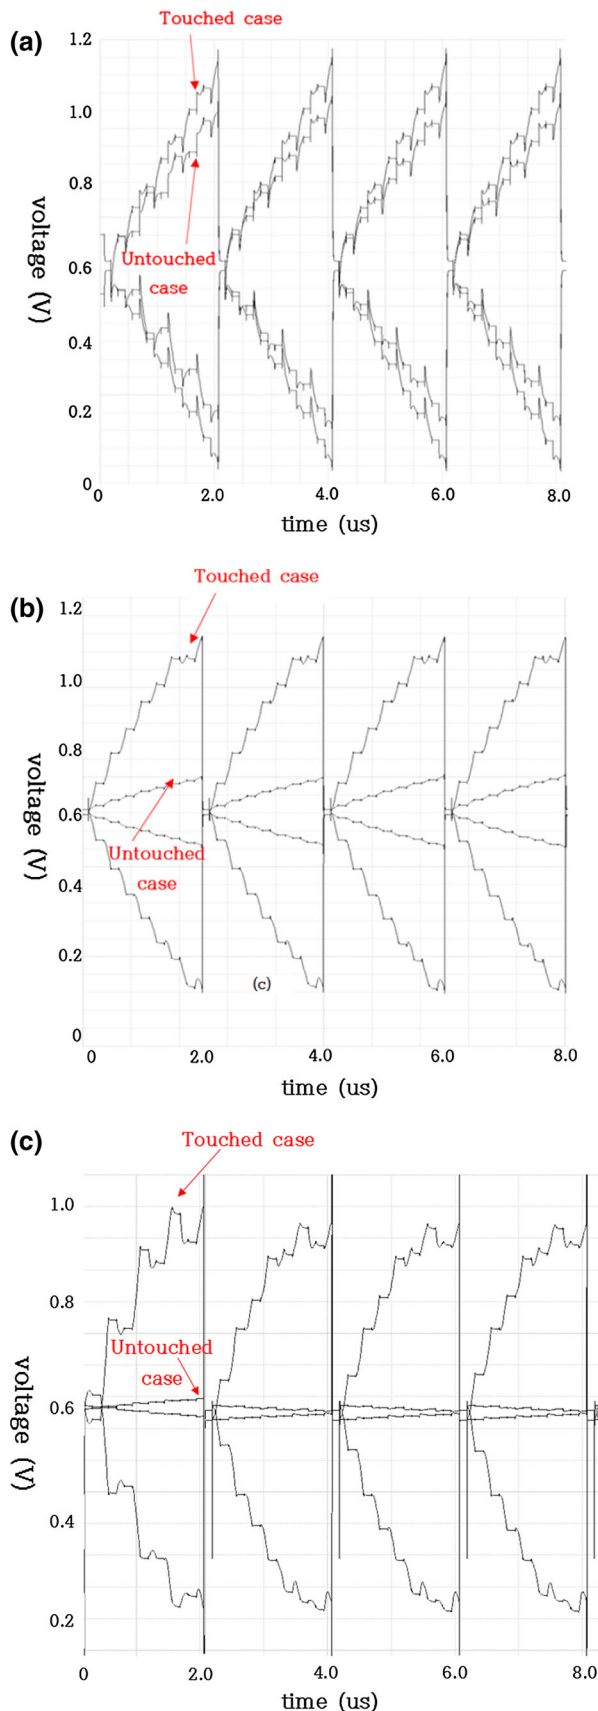 Touched case
(a)
1.2
1.0
0.8
0.6
0.4
0.2
0
voltage (V)
Untouched
case
0
2.0
4.0
6.0
8.0
time (us)
Touched case
(b)
1.2
1.0
0.8
0.6
0.4
0.2
0
voltage (V)
Untouched
case
(c)
0
2.0
4.0
6.0
8.0
time (us)
(c)
Touched case
1.0
0.8
0.6
0.4
0.2
voltage (V)
Untouched
case
0
2.0
4.0
6.0
8.0
time (us)